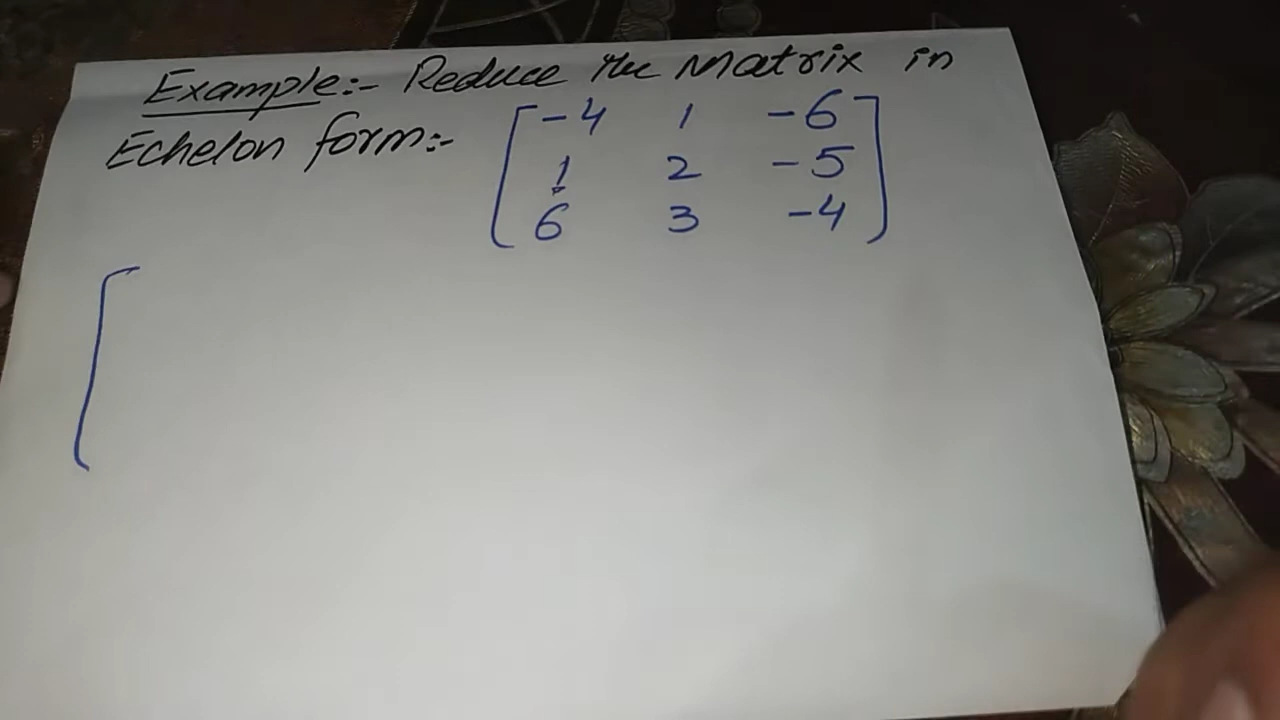 Example:- Reduce the Matrix in
Echelon form:- [-4 1 -6
1 2 -5
6 3 -4]
[